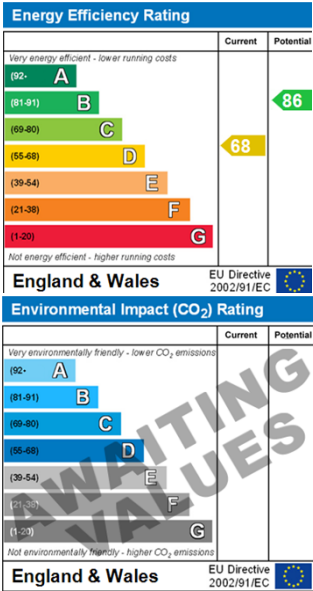 Energy Efficiency Rating
Current Potential
Very energy efficient - lower running costs
(92- A
(81-91) B 86
(69-80) C
(55-68) D 68
(39-54) E
(21-38) F
(1-20) G
Not energy efficient - higher running costs
England & Wales EU Directive
2002/91/EC
Environmental Impact (CO₂) Rating
Current Potential
Very environmentally friendly - lower CO₂ emissions
(92- A
(81-91) B
(69-80) C
(55-68) D
(39-54) E
(21-38) F
(1-20) G
AWAITING
VALUES
Not environmentally friendly - higher CO₂ emissions
England & Wales EU Directive
2002/91/EC